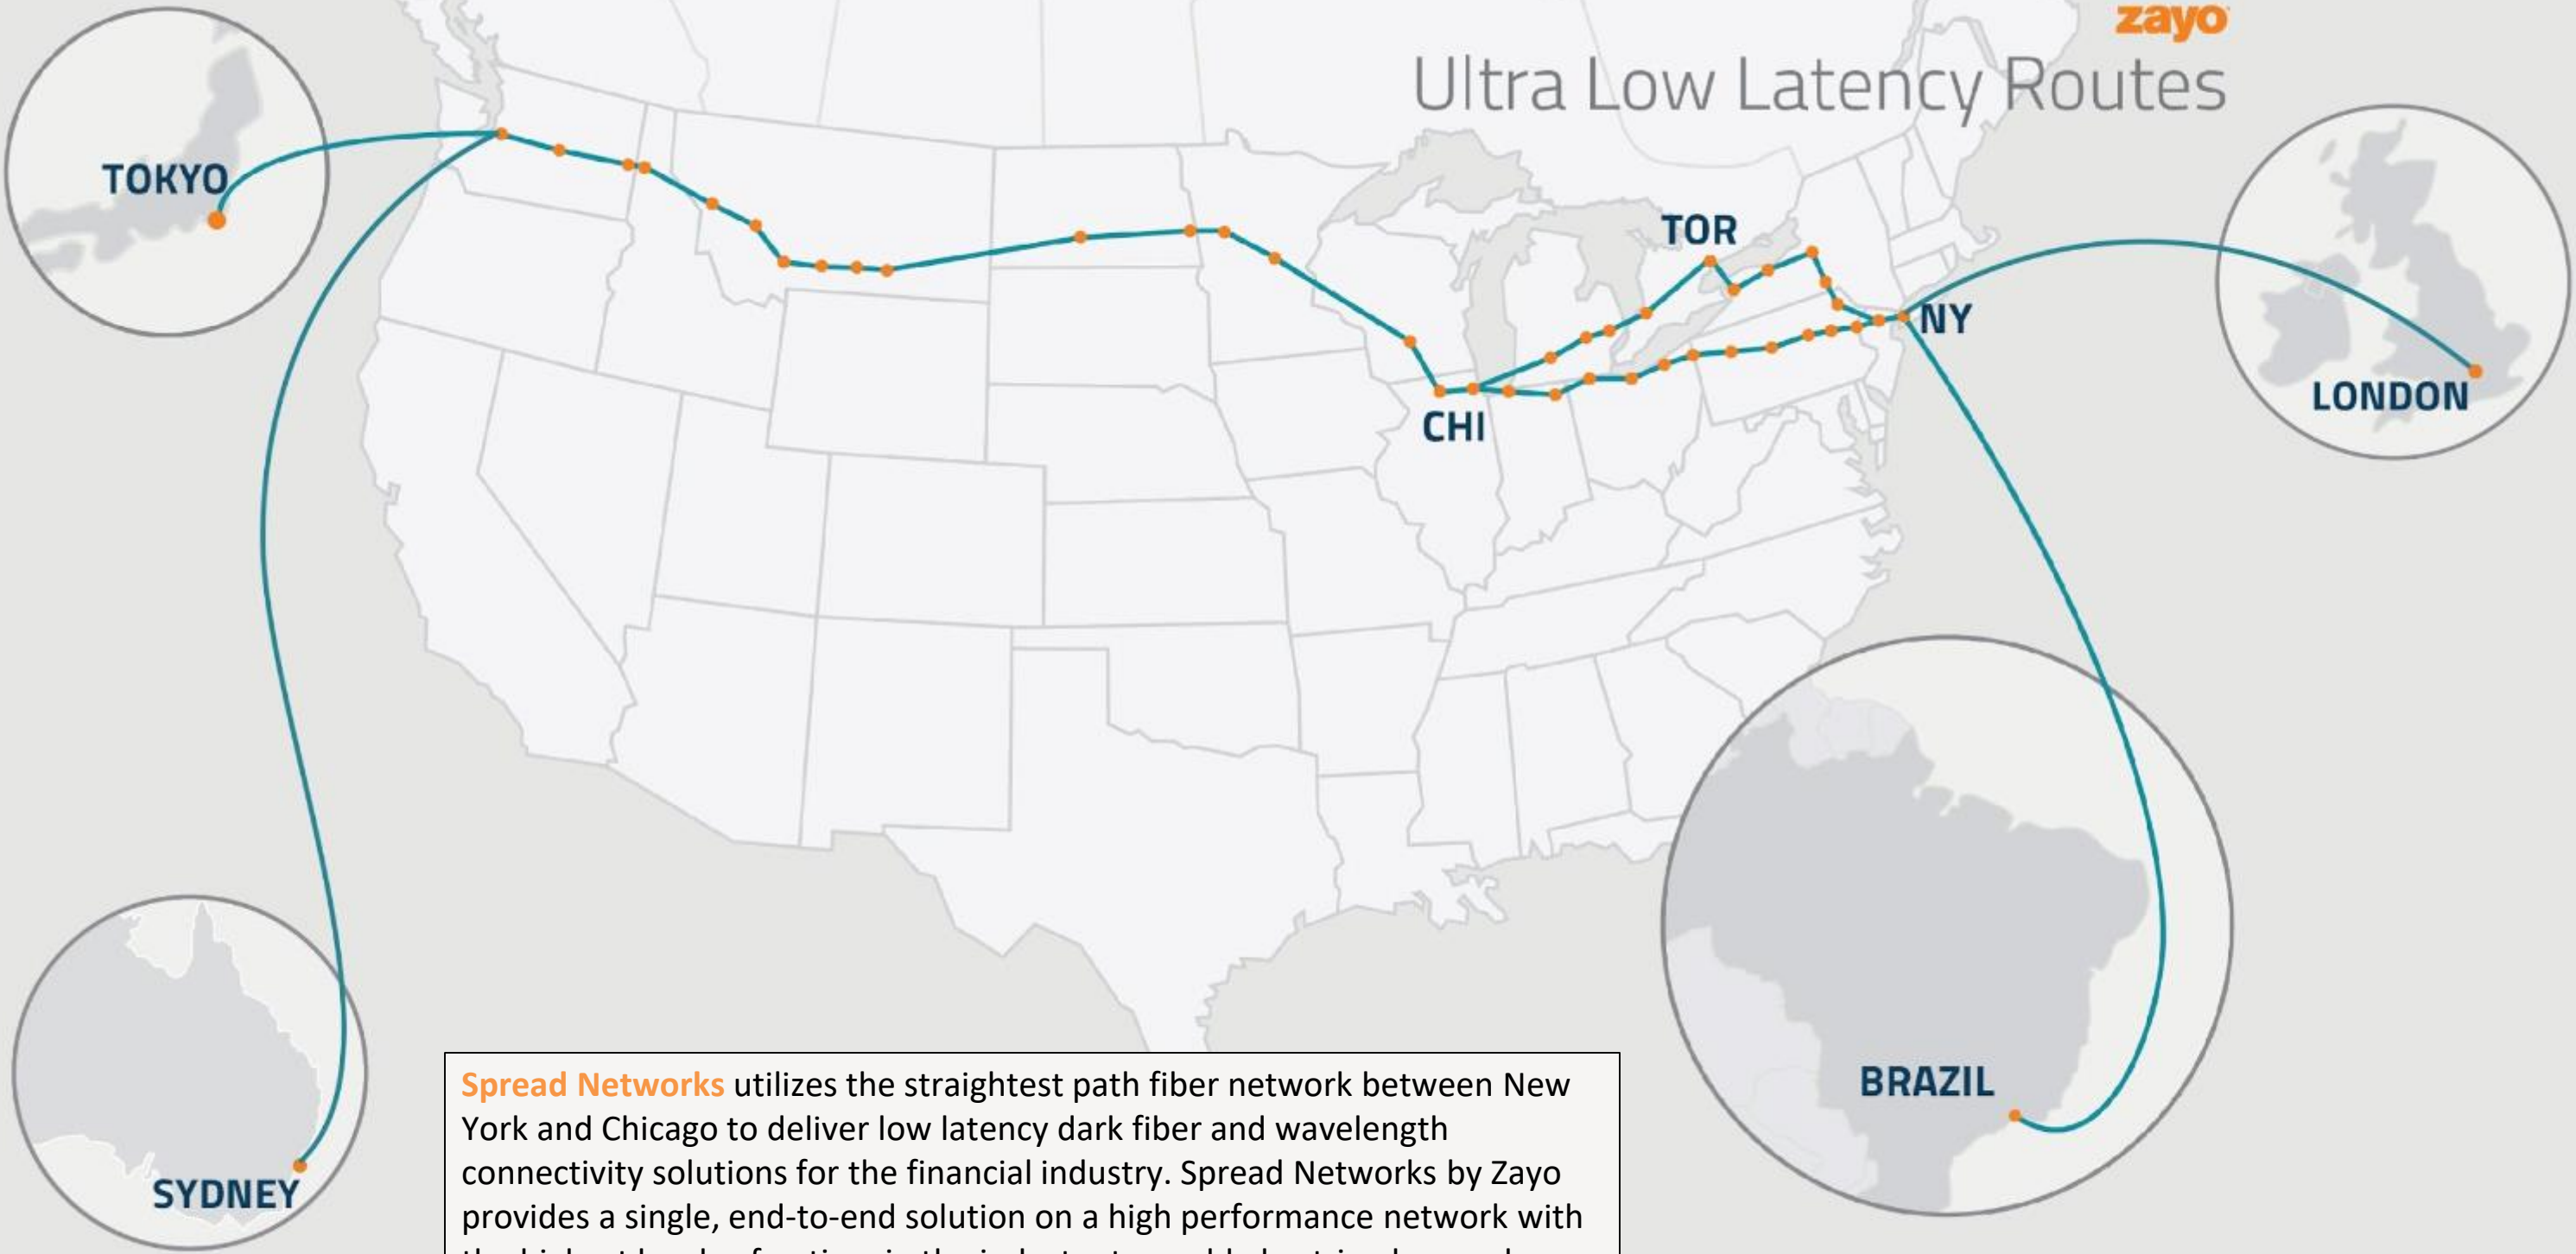 zayo
Ultra Low Latency Routes
TOKYO
TOR
NY
LONDON
CHI
BRAZIL
SYDNEY
Spread Networks utilizes the straightest path fiber network between New
York and Chicago to deliver low latency dark fiber and wavelength
connectivity solutions for the financial industry. Spread Networks by Zayo
provides a single, end-to-end solution on a high performance network with